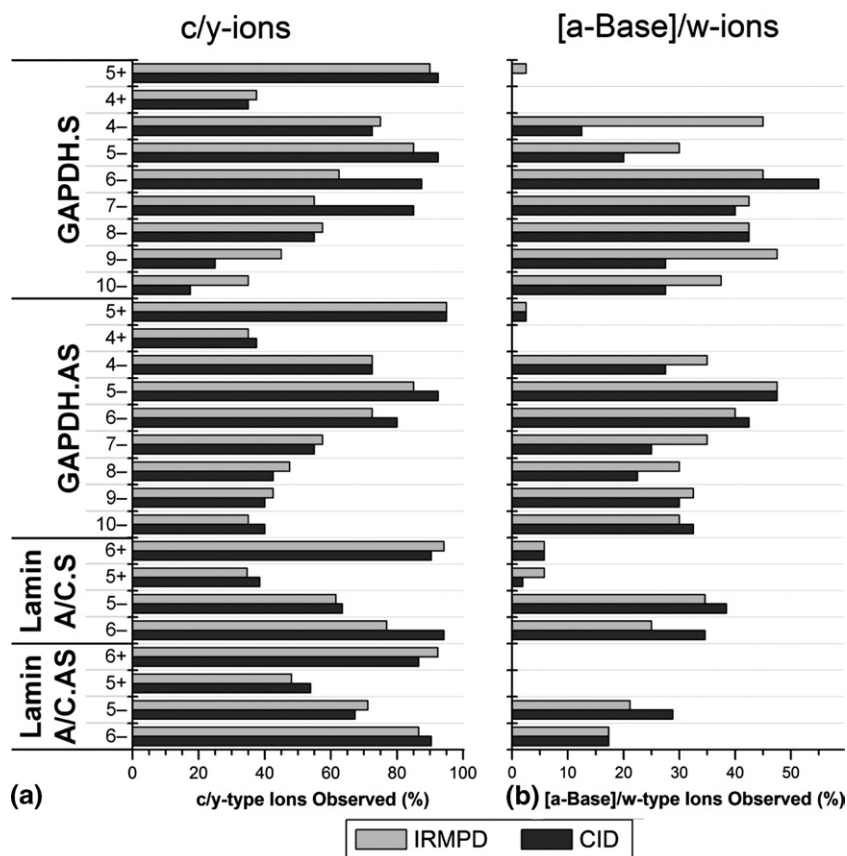 c/y-ions
[a-Base]/w-ions
GAPDH.S
5+
4+
4–
5–
6–
7–
8–
9–
10–
GAPDH.AS
5+
4+
4–
5–
6–
7–
8–
9–
10–
Lamin
A/C.S
6+
5+
5–
6–
Lamin
A/C.AS
6+
5+
5–
6–
0 20 40 60 80 100
0 10 20 30 40 50
(a) c/y-type Ions Observed (%)
(b) [a-Base]/w-type Ions Observed (%)
IRMPD CID